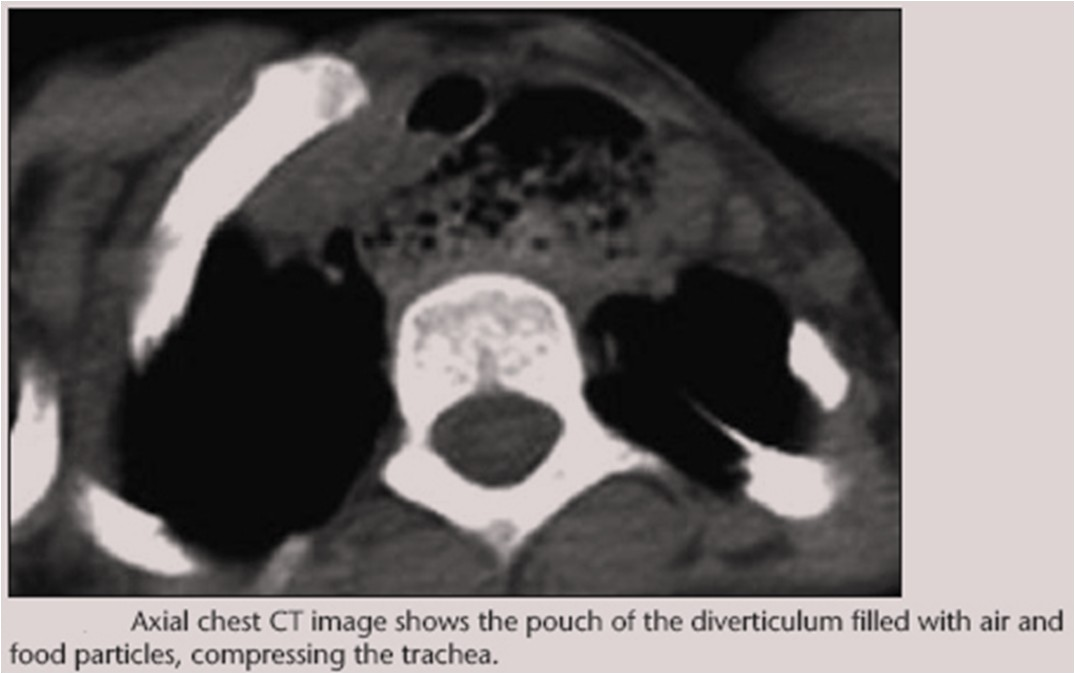 Axial chest CT image shows the pouch of the diverticulum filled with air and
food particles, compressing the trachea.